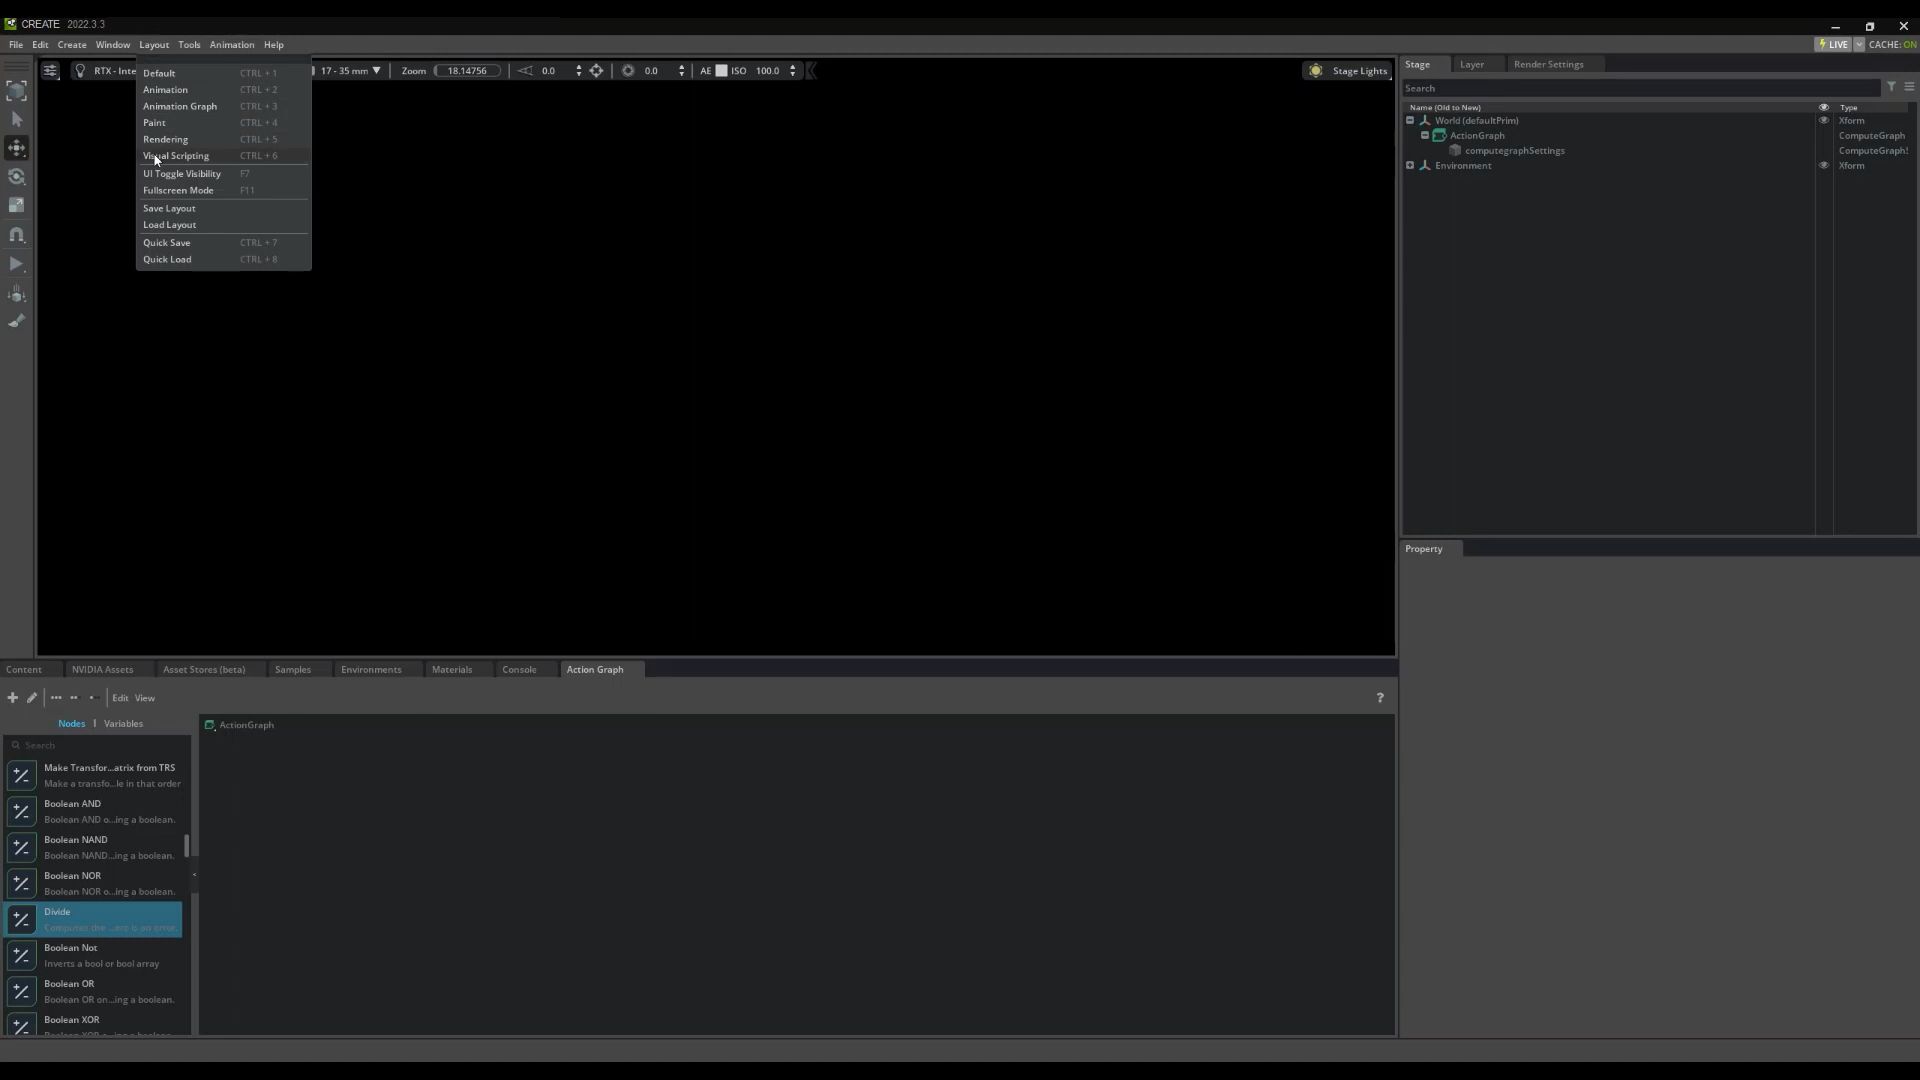 CREATE 2022.3.3
File Edit Create Window Layout Tools Animation Help
LIVE CACHE: ON
RTX - Inte
17 - 35 mm Zoom 18.14756 0.0 0.0 AE ISO 100.0
Stage Lights
Default CTRL + 1
Animation CTRL + 2
Animation Graph CTRL + 3
Paint CTRL + 4
Rendering CTRL + 5
Visual Scripting CTRL + 6
UI Toggle Visibility F7
Fullscreen Mode F11
Save Layout
Load Layout
Quick Save CTRL + 7
Quick Load CTRL + 8
Stage Layer Render Settings
Search
Name (Old to New) Type
World (defaultPrim) Xform
ActionGraph ComputeGraph
computegraphSettings ComputeGraph!
Environment Xform
Property
Content NVIDIA Assets Asset Stores (beta) Samples Environments Materials Console Action Graph
Edit View ?
Nodes | Variables
Search
ActionGraph
Make Transfor...atrix from TRS
Make a transfo...le in that order
Boolean AND
Boolean AND o...ing a boolean.
Boolean NAND
Boolean NAND...ing a boolean.
Boolean NOR
Boolean NOR o...ing a boolean.
Divide
Computes the ...ero is an error.
Boolean Not
Inverts a bool or bool array
Boolean OR
Boolean OR on...ing a boolean.
Boolean XOR